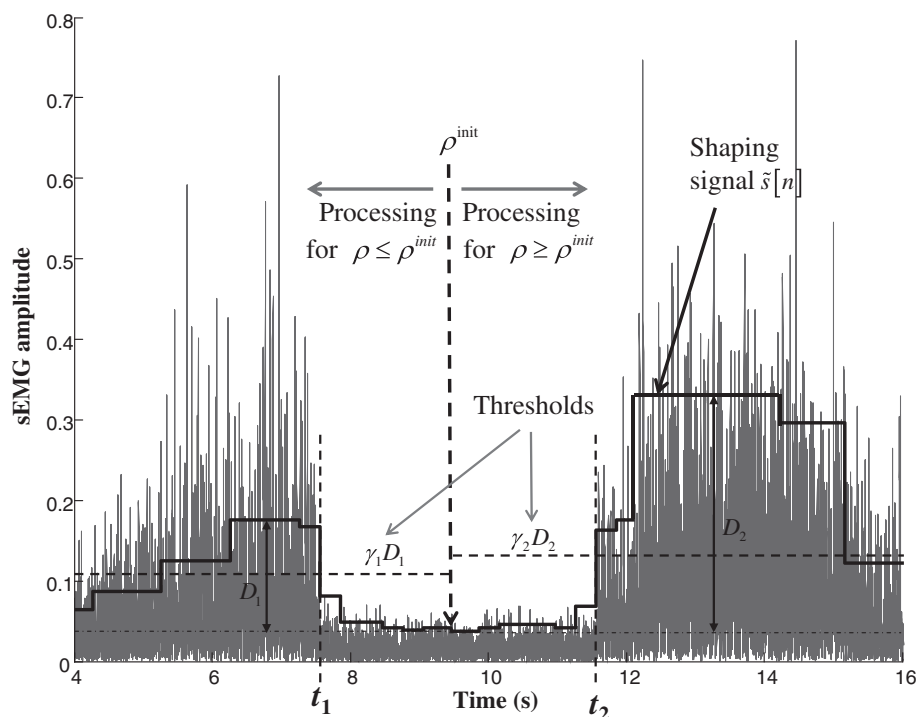 0.8
0.7
0.6
0.5
0.4
0.3
0.2
0.1
0
sEMG amplitude
ρ^init
Shaping
signal s̃[n]
Processing
for ρ ≤ ρ^init
Processing
for ρ ≥ ρ^init
Thresholds
γ₁D₁
γ₂D₂
D₁
D₂
4 6 8 10 12 14 16
t₁
Time (s)
t₂